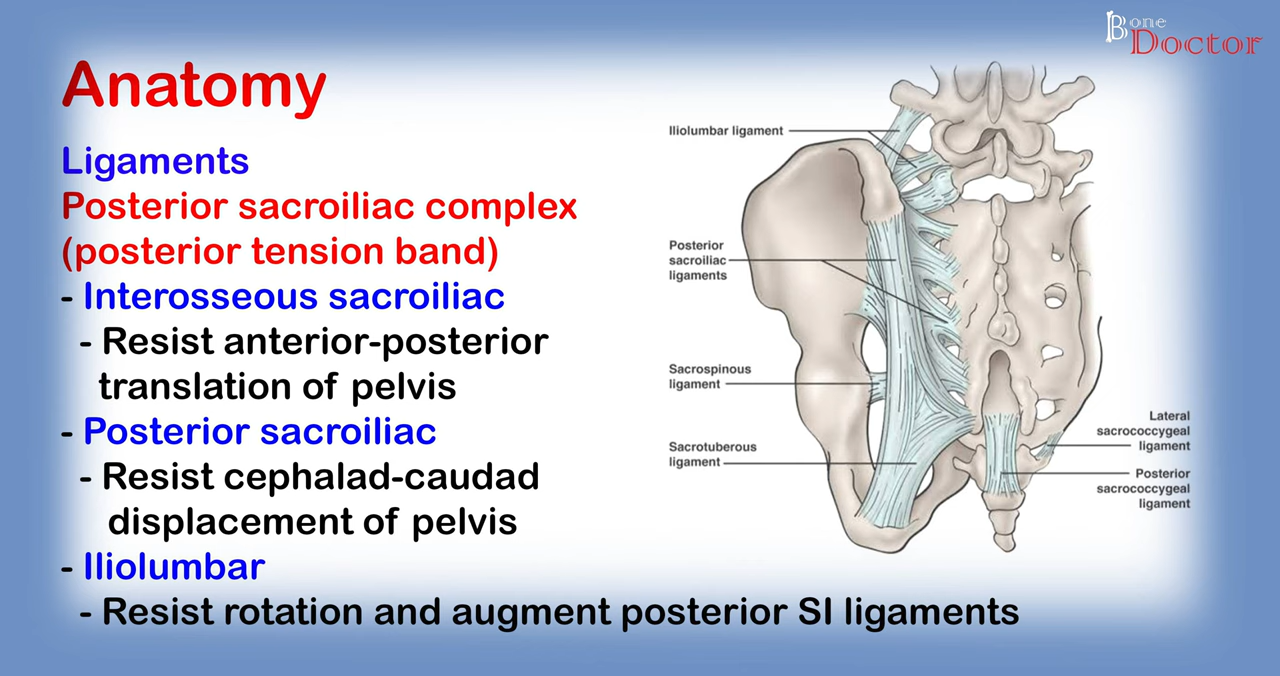 Bone
Doctor
Anatomy
Ligaments
Posterior sacroiliac complex
(posterior tension band)
- Interosseous sacroiliac
- Resist anterior-posterior
translation of pelvis
- Posterior sacroiliac
- Resist cephalad-caudad
displacement of pelvis
- Iliolumbar
- Resist rotation and augment posterior SI ligaments
Iliolumbar ligament
Posterior
sacroiliac
ligaments
Sacrospinous
ligament
Sacrotuberous
ligament
Lateral
sacrococcygeal
ligament
Posterior
sacrococcygeal
ligament